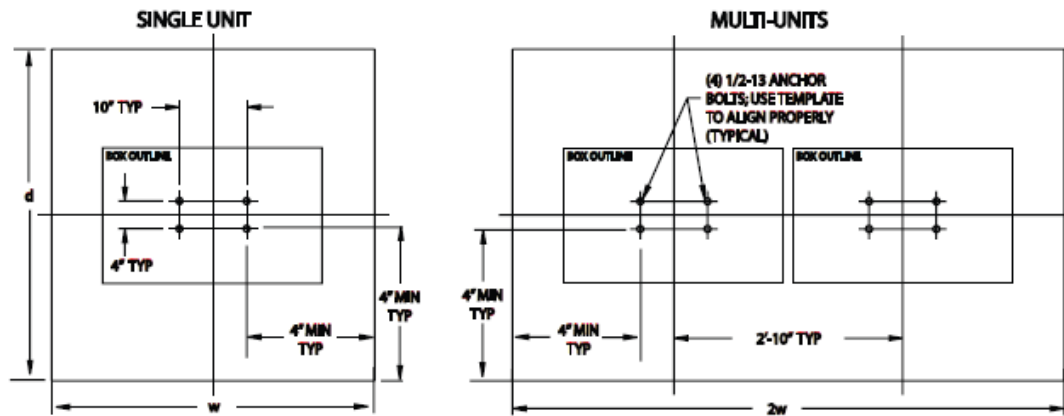 SINGLE UNIT
10" TYP
BOX OUTLINE
d
4" TYP
4" MIN
TYP
4" MIN
TYP
w
MULTI-UNITS
(4) 1/2-13 ANCHOR
BOLTS; USE TEMPLATE
TO ALIGN PROPERLY
(TYPICAL)
BOX OUTLINE
BOX OUTLINE
4" MIN
TYP
4" MIN
TYP
2'-10" TYP
2w